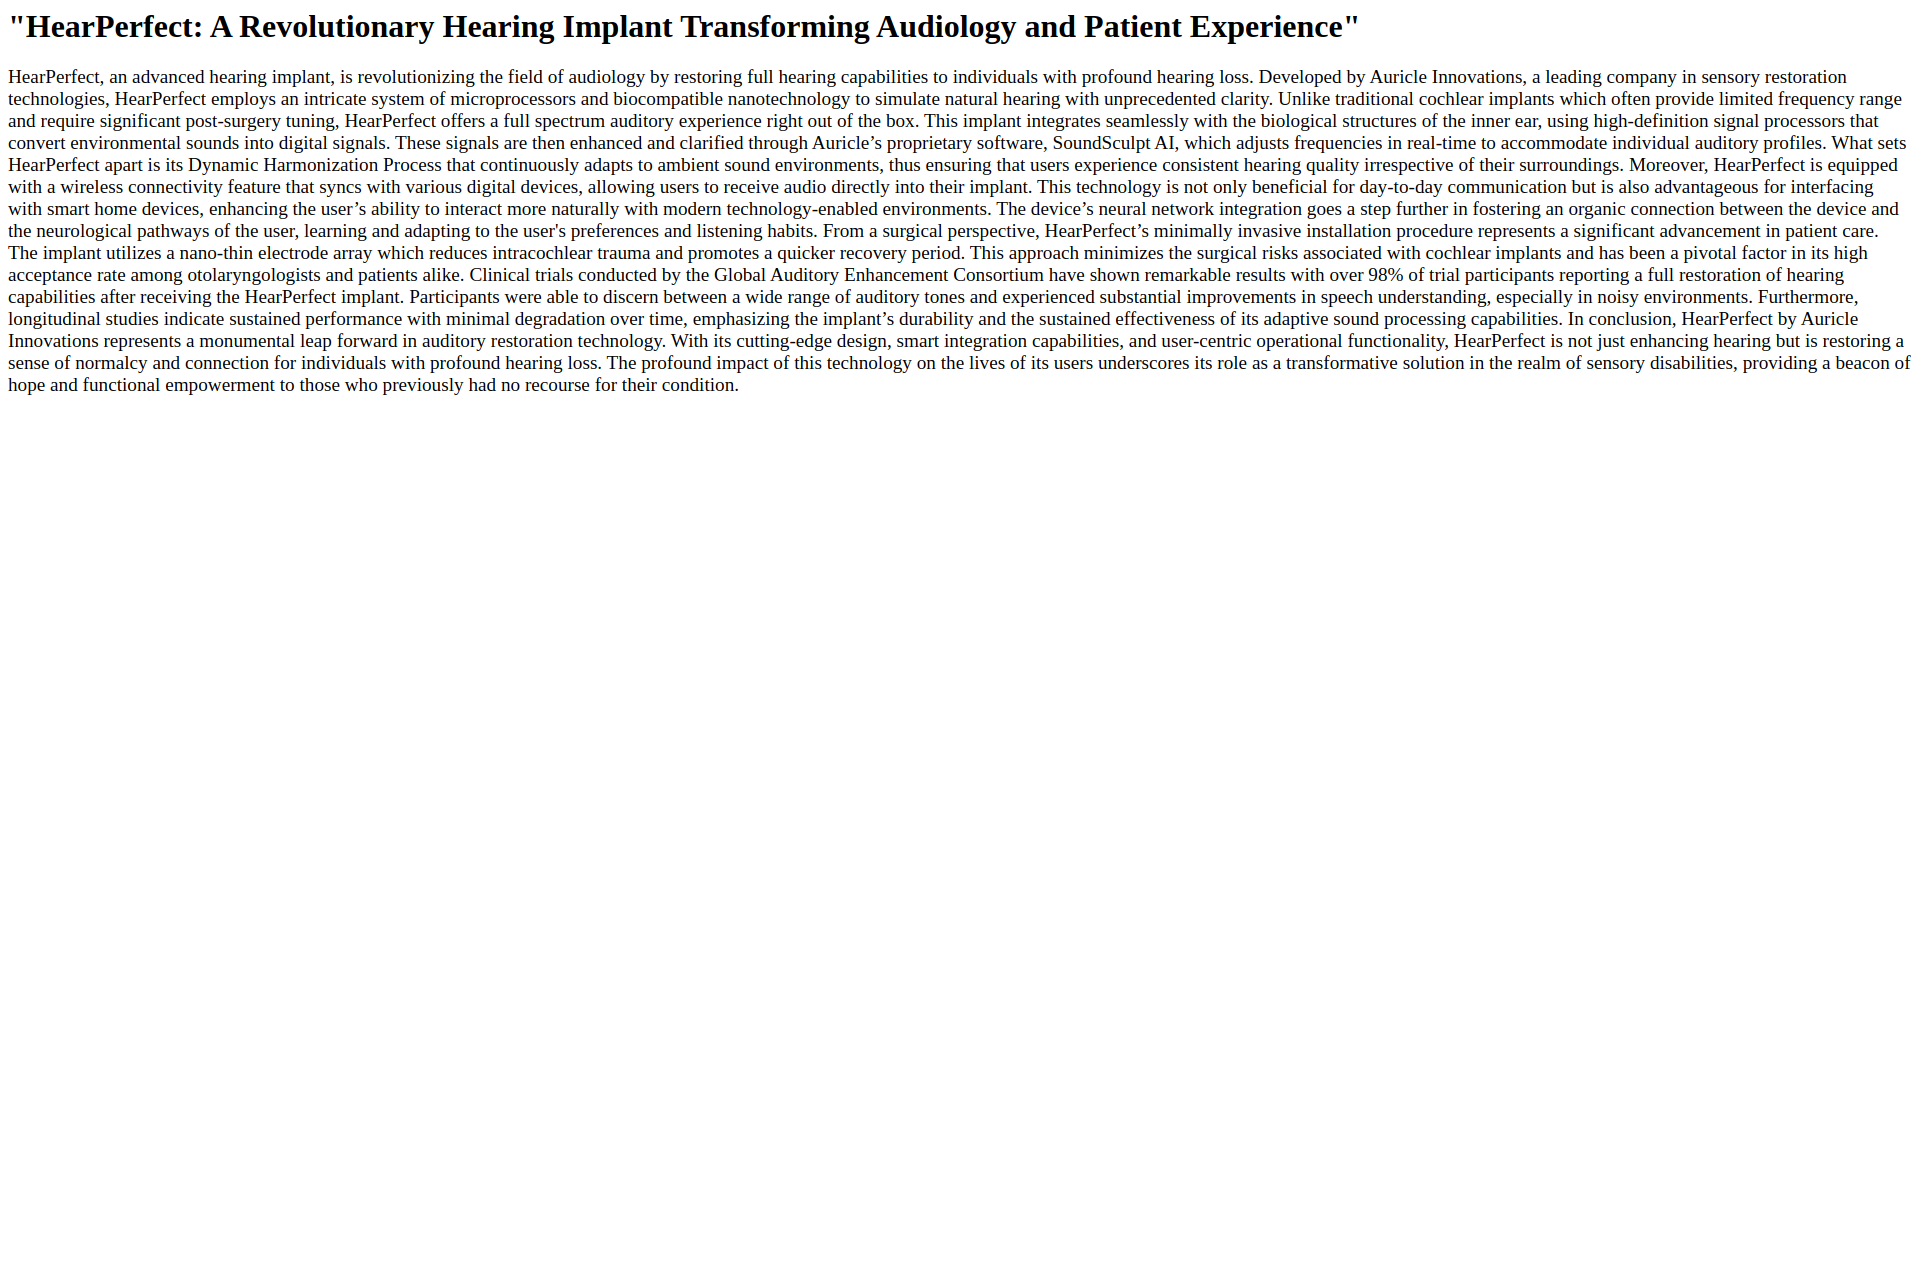 "HearPerfect: A Revolutionary Hearing Implant Transforming Audiology and Patient Experience"
HearPerfect, an advanced hearing implant, is revolutionizing the field of audiology by restoring full hearing capabilities to individuals with profound hearing loss. Developed by Auricle Innovations, a leading company in sensory restoration
technologies, HearPerfect employs an intricate system of microprocessors and biocompatible nanotechnology to simulate natural hearing with unprecedented clarity. Unlike traditional cochlear implants which often provide limited frequency range
and require significant post-surgery tuning, HearPerfect offers a full spectrum auditory experience right out of the box. This implant integrates seamlessly with the biological structures of the inner ear, using high-definition signal processors that
convert environmental sounds into digital signals. These signals are then enhanced and clarified through Auricle’s proprietary software, SoundSculpt AI, which adjusts frequencies in real-time to accommodate individual auditory profiles. What sets
HearPerfect apart is its Dynamic Harmonization Process that continuously adapts to ambient sound environments, thus ensuring that users experience consistent hearing quality irrespective of their surroundings. Moreover, HearPerfect is equipped
with a wireless connectivity feature that syncs with various digital devices, allowing users to receive audio directly into their implant. This technology is not only beneficial for day-to-day communication but is also advantageous for interfacing
with smart home devices, enhancing the user’s ability to interact more naturally with modern technology-enabled environments. The device’s neural network integration goes a step further in fostering an organic connection between the device and
the neurological pathways of the user, learning and adapting to the user's preferences and listening habits. From a surgical perspective, HearPerfect’s minimally invasive installation procedure represents a significant advancement in patient care.
The implant utilizes a nano-thin electrode array which reduces intracochlear trauma and promotes a quicker recovery period. This approach minimizes the surgical risks associated with cochlear implants and has been a pivotal factor in its high
acceptance rate among otolaryngologists and patients alike. Clinical trials conducted by the Global Auditory Enhancement Consortium have shown remarkable results with over 98% of trial participants reporting a full restoration of hearing
capabilities after receiving the HearPerfect implant. Participants were able to discern between a wide range of auditory tones and experienced substantial improvements in speech understanding, especially in noisy environments. Furthermore,
longitudinal studies indicate sustained performance with minimal degradation over time, emphasizing the implant’s durability and the sustained effectiveness of its adaptive sound processing capabilities. In conclusion, HearPerfect by Auricle
Innovations represents a monumental leap forward in auditory restoration technology. With its cutting-edge design, smart integration capabilities, and user-centric operational functionality, HearPerfect is not just enhancing hearing but is restoring a
sense of normalcy and connection for individuals with profound hearing loss. The profound impact of this technology on the lives of its users underscores its role as a transformative solution in the realm of sensory disabilities, providing a beacon of
hope and functional empowerment to those who previously had no recourse for their condition.